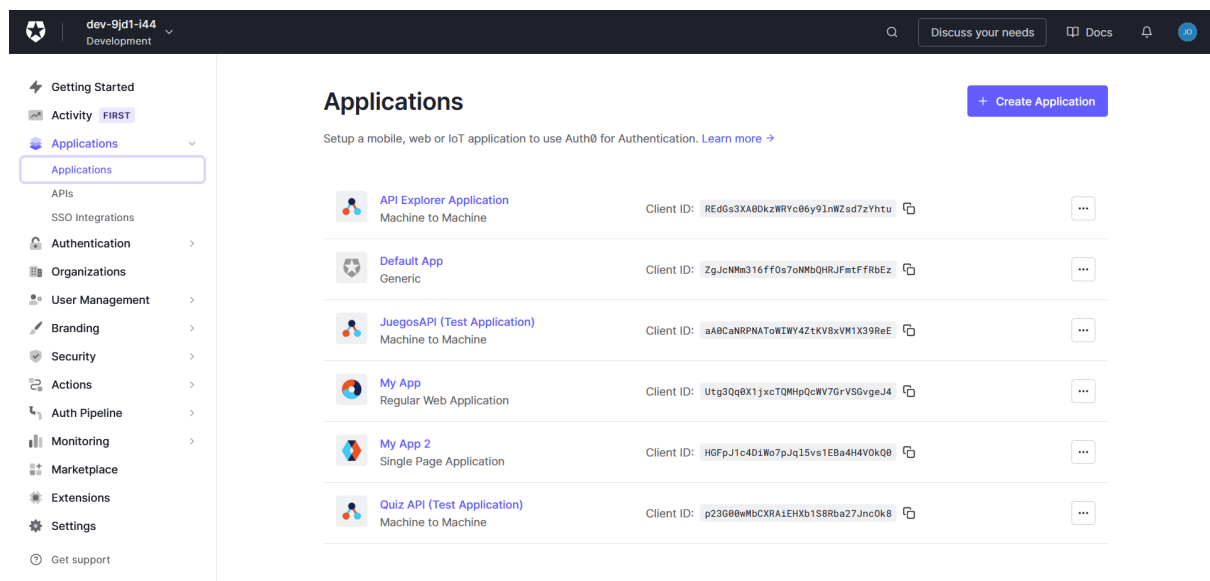 dev-9jd1-i44
Development
Discuss your needs
Docs
JO
Getting Started
Activity FIRST
Applications
Applications
APIs
SSO Integrations
Authentication
Organizations
User Management
Branding
Security
Actions
Auth Pipeline
Monitoring
Marketplace
Extensions
Settings
Get support
Applications
+ Create Application
Setup a mobile, web or IoT application to use Auth0 for Authentication. Learn more →
API Explorer Application
Machine to Machine
Client ID: REdGs3XA0DkzWRYc06y9lnWZsd7zYhtu
Default App
Generic
Client ID: ZgJcNMm316ffOs7oNMbQHRJFmtFfRbEz
JuegosAPI (Test Application)
Machine to Machine
Client ID: aA0CaNRPNAToWIWY4ZtKV8xVM1X39ReE
My App
Regular Web Application
Client ID: Utg3Qq0X1jxcTQMHpQcWV7GrVSGvgeJ4
My App 2
Single Page Application
Client ID: HGFpJ1c4DiWo7pJql5vs1EBa4H4VOkQ0
Quiz API (Test Application)
Machine to Machine
Client ID: p23G00wMbCXRAiEHXb1S8Rba27JncOk8